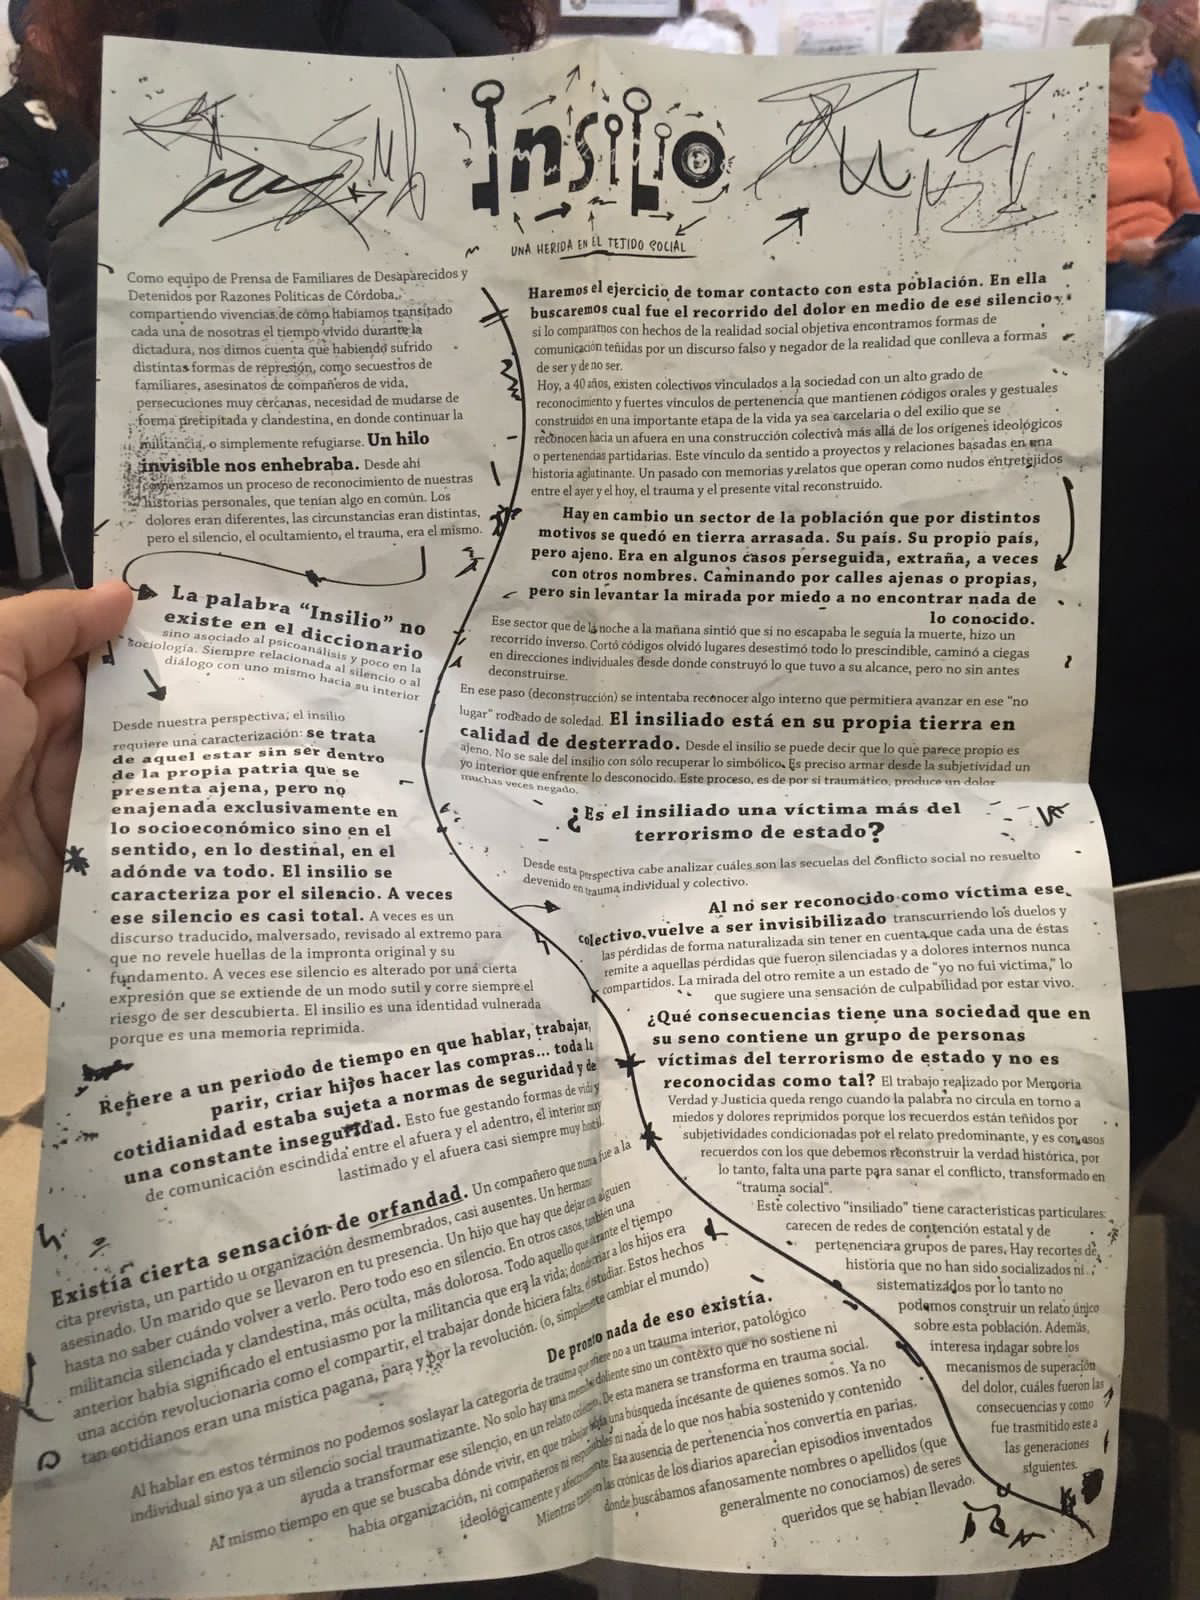 Insilio
UNA HERIDA EN EL TEJIDO SOCIAL
Como equipo de Prensa de Familiares de Desaparecidos y
Detenidos por Razones Políticas de Córdoba,
compartiendo vivencias de cómo habíamos transitado
cada una de nosotras el tiempo vivido durante la
dictadura, nos dimos cuenta que habiendo sufrido
distintas formas de represión, como secuestros de
familiares, asesinatos de compañeros de vida,
persecuciones muy cercanas, necesidad de mudarse de
forma precipitada y clandestina, en donde continuar la
militancia, o simplemente refugiarse. Un hilo
invisible nos enhebraba. Desde ahí
comenzamos un proceso de reconocimiento de nuestras
historias personales, que tenían algo en común. Los
dolores eran diferentes, las circunstancias eran distintas,
pero el silencio, el ocultamiento, el trauma, era el mismo.
La palabra "Insilio" no
existe en el diccionario
sino asociado al psicoanálisis y poco en la
sociología. Siempre relacionada al silencio o al
diálogo con uno mismo hacia su interior
Desde nuestra perspectiva; el insilio
requiere una caracterización: se trata
de aquel estar sin ser dentro
de la propia patria que se
presenta ajena, pero no
enajenada exclusivamente en
lo socioeconómico sino en el
sentido, en lo destinal, en el
adónde va todo. El insilio se
caracteriza por el silencio. A veces
ese silencio es casi total. A veces es un
discurso traducido, malversado, revisado al extremo para
que no revele huellas de la impronta original y su
fundamento. A veces ese silencio es alterado por una cierta
expresión que se extiende de un modo sutil y corre siempre el
riesgo de ser descubierta. El insilio es una identidad vulnerada
porque es una memoria reprimida.
Refiere a un periodo de tiempo en que hablar, trabajar,
parir, criar hijos hacer las compras... toda la
cotidianidad estaba sujeta a normas de seguridad y de
una constante inseguridad. Esto fue gestando formas de vida y
de comunicación escindida entre el afuera y el adentro, el interior muy
lastimado y el afuera casi siempre muy hostil.
Existía cierta sensación de orfandad. Un compañero que nunca fue a la
cita prevista, un partido u organización desmembrados, casi ausentes. Un hermano
asesinado. Un marido que se llevaron en tu presencia. Un hijo que hay que dejar con alguien
hasta no saber cuándo volver a verlo. Pero todo eso en silencio. En otros casos, también una
militancia silenciada y clandestina, más oculta, más dolorosa. Todo aquello que durante el tiempo
anterior había significado el entusiasmo por la militancia que era la vida; donde criar a los hijos era
una acción revolucionaria como el compartir, el trabajar donde hiciera falta, estudiar. Estos hechos
tan cotidianos eran una mística pagana, para y por la revolución. (o, simplemente cambiar el mundo)
De pronto nada de eso existía.
Al hablar en estos términos no podemos soslayar la categoria de trauma que refiere no a un trauma interior, patológico
individual sino ya a un silencio social traumatizante. No solo hay una memoria doliente sino un contexto que no sostiene ni
ayuda a transformar ese silencio, en un relato colectivo. De esta manera se transforma en trauma social.
Al mismo tiempo en que se buscaba dónde vivir, en que trabajar había una búsqueda incesante de quienes somos. Ya no
había organización, ni compañeros ni responsables ni nada de lo que nos había sostenido y contenido
ideológicamente y afectivamente. Esa ausencia de pertenencia nos convertía en parias.
Mientras tanto en las crónicas de los diarios aparecían episodios inventados
donde buscábamos afanosamente nombres o apellidos (que
generalmente no conocíamos) de seres
queridos que se habían llevado.
Haremos el ejercicio de tomar contacto con esta población. En ella
buscaremos cual fue el recorrido del dolor en medio de ese silencio
si lo comparamos con hechos de la realidad social objetiva encontramos formas de
comunicación teñidas por un discurso falso y negador de la realidad que conlleva a formas
de ser y de no ser.
Hoy, a 40 años, existen colectivos vinculados a la sociedad con un alto grado de
reconocimiento y fuertes vínculos de pertenencia que mantienen códigos orales y gestuales
construidos en una importante etapa de la vida ya sea carcelaria o del exilio que se
reconocen hacia un afuera en una construcción colectiva más allá de los orígenes ideológicos
o pertenencias partidarias. Este vínculo da sentido a proyectos y relaciones basadas en una
historia aglutinante. Un pasado con memorias y relatos que operan como nudos entretejidos
entre el ayer y el hoy, el trauma y el presente vital reconstruido.
Hay en cambio un sector de la población que por distintos
motivos se quedó en tierra arrasada. Su país. Su propio país,
pero ajeno. Era en algunos casos perseguida, extraña, a veces
con otros nombres. Caminando por calles ajenas o propias,
pero sin levantar la mirada por miedo a no encontrar nada de
lo conocido.
Ese sector que de la noche a la mañana sintió que si no escapaba le seguía la muerte, hizo un
recorrido inverso. Cortó códigos olvidó lugares desestimó todo lo prescindible, caminó a ciegas
en direcciones individuales desde donde construyó lo que tuvo a su alcance, pero no sin antes
deconstruirse.
En ese paso (deconstrucción) se intentaba reconocer algo interno que permitiera avanzar en ese "no
lugar" rodeado de soledad. El insiliado está en su propia tierra en
calidad de desterrado. Desde el insilio se puede decir que lo que parece propio es
ajeno. No se sale del insilio con sólo recuperar lo simbólico. Es preciso armar desde la subjetividad un
yo interior que enfrente lo desconocido. Este proceso, es de por sí traumático, produce un dolor
muchas veces negado.
¿Es el insiliado una víctima más del
terrorismo de estado?
Desde esta perspectiva cabe analizar cuáles son las secuelas del conflicto social no resuelto
devenido en trauma individual y colectivo.
Al no ser reconocido como víctima ese
colectivo, vuelve a ser invisibilizado transcurriendo los duelos y
las pérdidas de forma naturalizada sin tener en cuenta que cada una de éstas
remite a aquellas pérdidas que fueron silenciadas y a dolores internos nunca
compartidos. La mirada del otro remite a un estado de "yo no fui víctima," lo
que sugiere una sensación de culpabilidad por estar vivo.
¿Qué consecuencias tiene una sociedad que en
su seno contiene un grupo de personas
víctimas del terrorismo de estado y no es
reconocidas como tal? El trabajo realizado por Memoria
Verdad y Justicia queda rengo cuando la palabra no circula en torno a
miedos y dolores reprimidos porque los recuerdos están teñidos por
subjetividades condicionadas por el relato predominante, y es con esos
recuerdos con los que debemos reconstruir la verdad histórica, por
lo tanto, falta una parte para sanar el conflicto, transformado en
"trauma social".
Este colectivo "insiliado" tiene características particulares:
carecen de redes de contención estatal y de
pertenencia a grupos de pares. Hay recortes de
historia que no han sido socializados ni
sistematizados por lo tanto no
podemos construir un relato único
sobre esta población. Además,
interesa indagar sobre los
mecanismos de superación
del dolor, cuáles fueron las
consecuencias y como
fue trasmitido este a
las generaciones
siguientes.